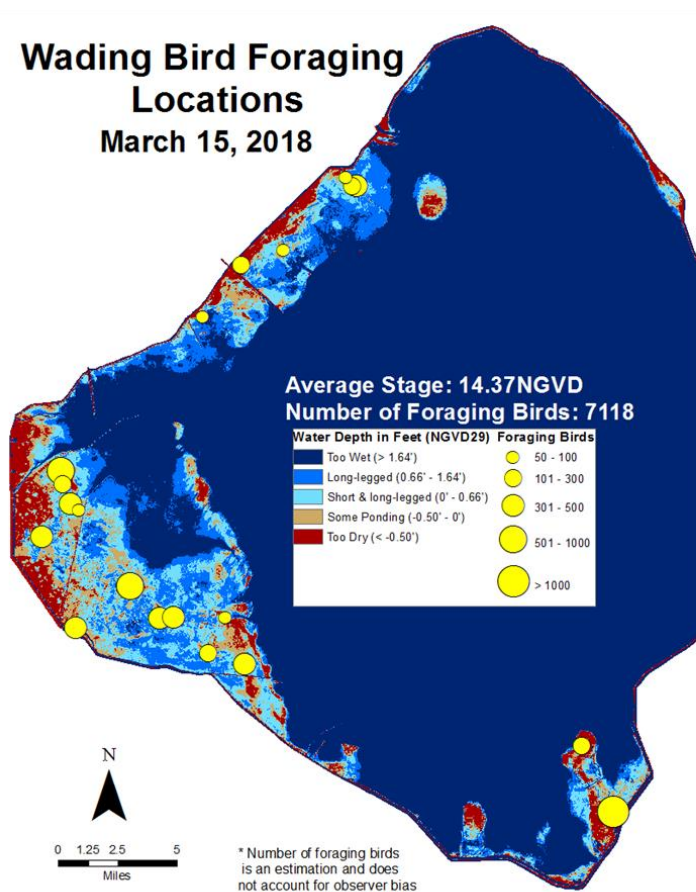 Wading Bird Foraging
Locations
March 15, 2018
Average Stage: 14.37NGVD
Number of Foraging Birds: 7118
Water Depth in Feet (NGVD29) Foraging Birds
Too Wet (> 1.64')
Long-legged (0.66' - 1.64')
Short & long-legged (0' - 0.66')
Some Ponding (-0.50' - 0')
Too Dry (< -0.50')
50 - 100
101 - 300
301 - 500
501 - 1000
> 1000
N
0 1.25 2.5 5
Miles
* Number of foraging birds
is an estimation and does
not account for observer bias